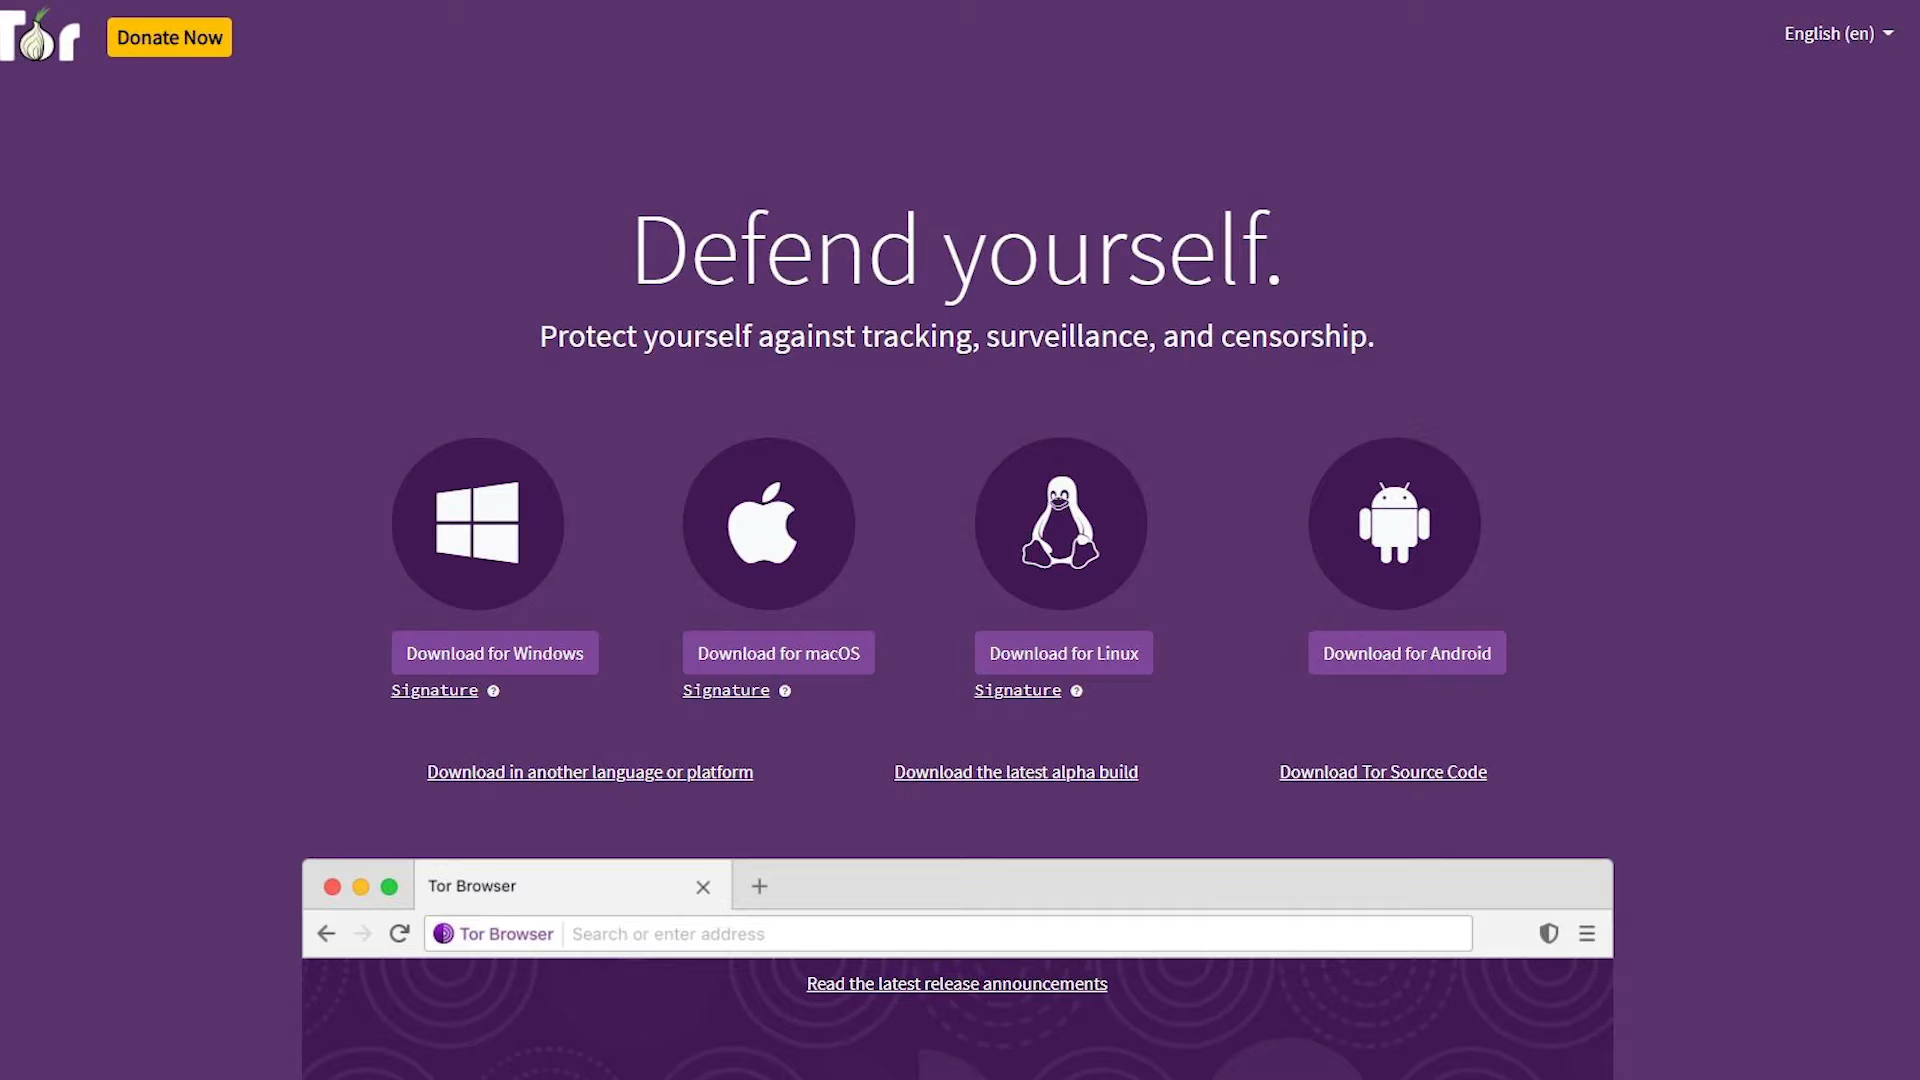 Tor
Donate Now
English (en)
Defend yourself.
Protect yourself against tracking, surveillance, and censorship.
Download for Windows
Download for macOS
Download for Linux
Download for Android
Signature ?
Signature ?
Signature ?
Download in another language or platform
Download the latest alpha build
Download Tor Source Code
Tor Browser
Tor Browser
Search or enter address
Read the latest release announcements